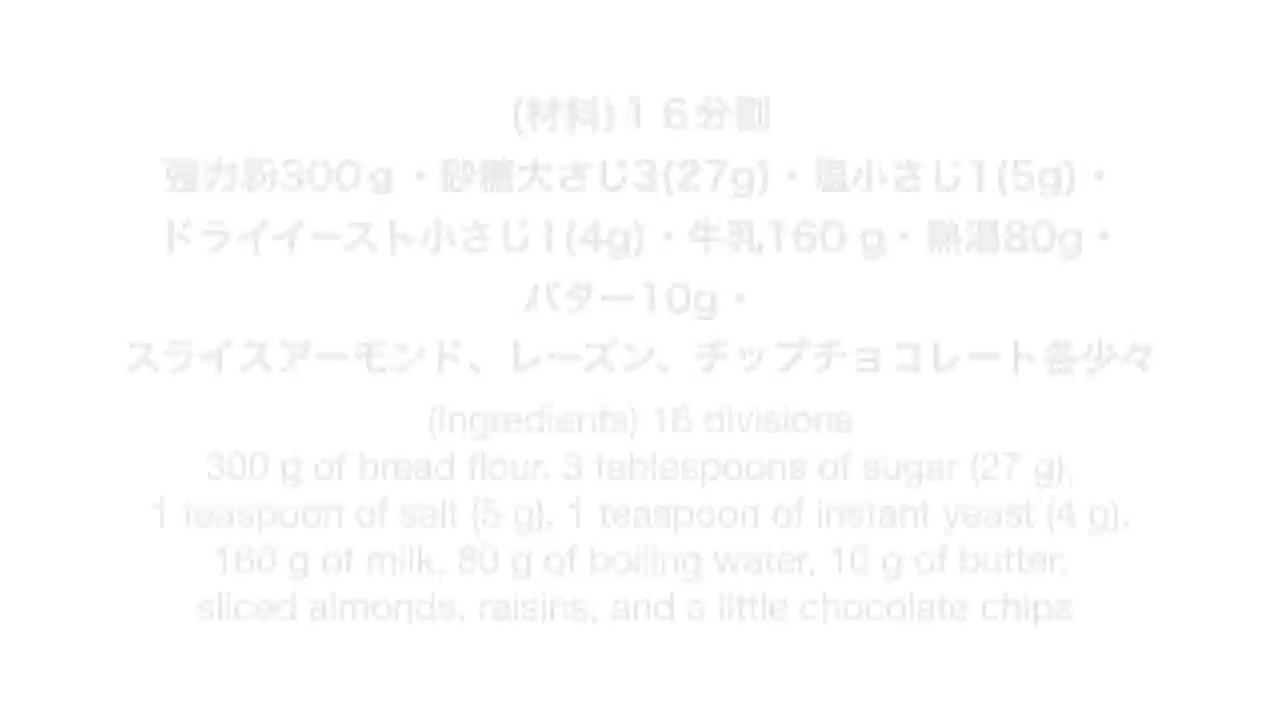 (材料)１６分割
強力粉300ｇ・砂糖大さじ3(27g)・塩小さじ1(5g)・
ドライイースト小さじ1(4g)・牛乳160 g・熱湯80g・
バター10g・
スライスアーモンド、レーズン、チップチョコレート各少々
(Ingredients) 16 divisions
300 g of bread flour, 3 tablespoons of sugar (27 g),
1 teaspoon of salt (5 g), 1 teaspoon of instant yeast (4 g),
160 g of milk, 80 g of boiling water, 10 g of butter,
sliced almonds, raisins, and a little chocolate chips